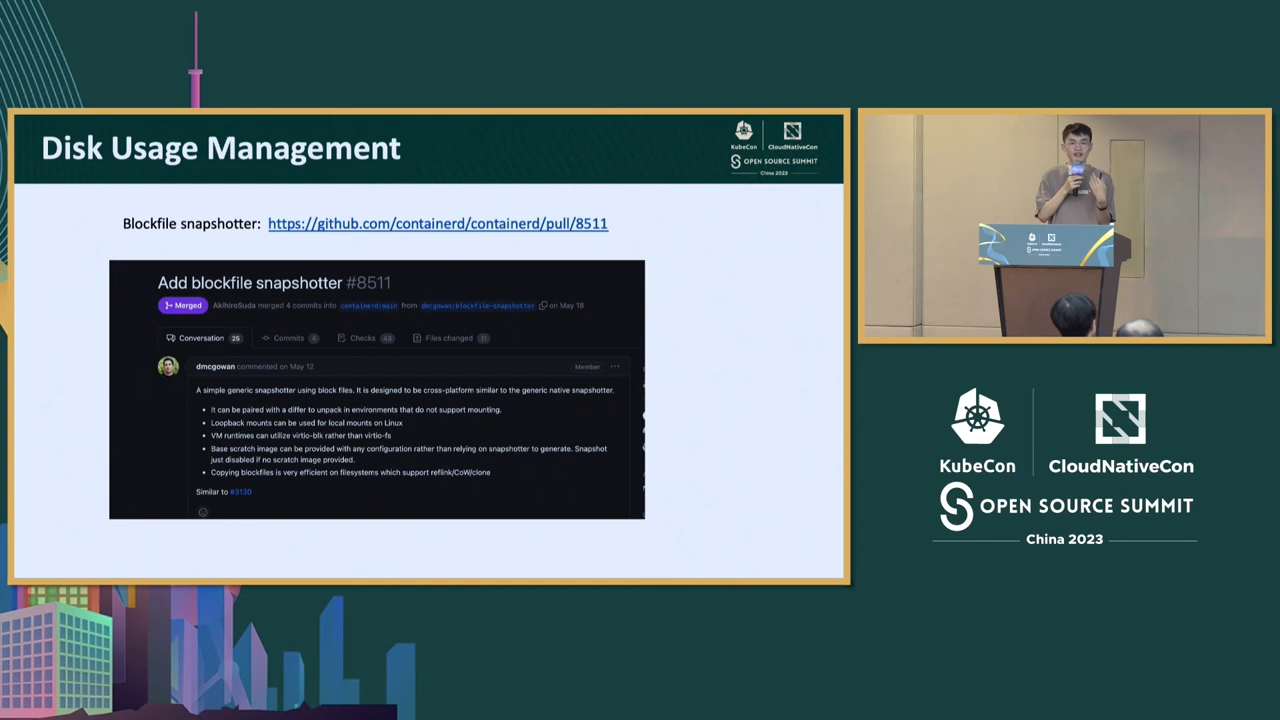 Disk Usage Management
KubeCon
CloudNativeCon
OPEN SOURCE SUMMIT
China 2023
Blockfile snapshotter: https://github.com/containerd/containerd/pull/8511
Add blockfile snapshotter #8511
Merged AkihiroSuda merged 4 commits into containerd:main from dmcgowan:blockfile-snapshotter on May 18
Conversation 25 Commits 4 Checks 43 Files changed 11
dmcgowan commented on May 12 Member ...
A simple generic snapshotter using block files. It is designed to be cross-platform similar to the generic native snapshotter.
• It can be paired with a differ to unpack in environments that do not support mounting.
• Loopback mounts can be used for local mounts on Linux
• VM runtimes can utilize virtio-blk rather than virtio-fs
• Base scratch image can be provided with any configuration rather than relying on snapshotter to generate. Snapshot
just disabled if no scratch image provided.
• Copying blockfiles is very efficient on filesystems which support reflink/CoW/clone
Similar to #3130
KubeCon
CloudNativeCon
OPEN SOURCE SUMMIT
China 2023